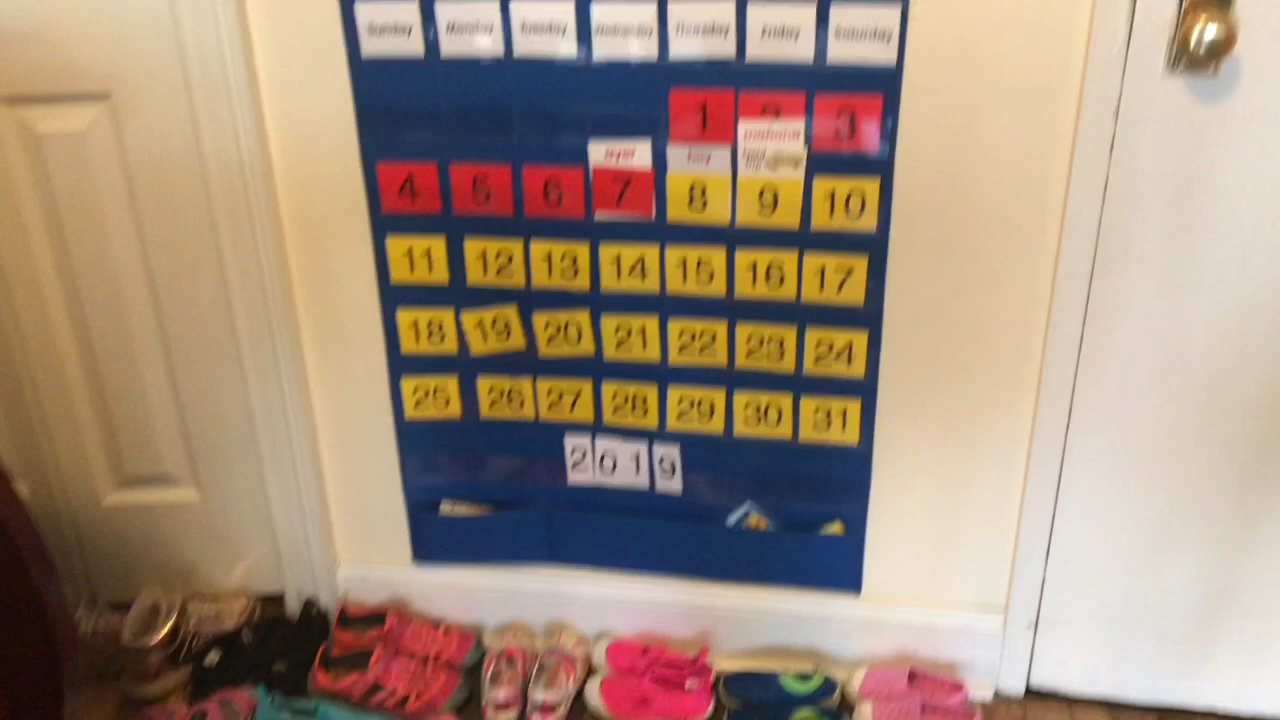 Sunday Monday Tuesday Wednesday Thursday Friday Saturday
1 2 3
4 5 6 7 8 9 10
11 12 13 14 15 16 17
18 19 20 21 22 23 24
25 26 27 28 29 30 31
2019